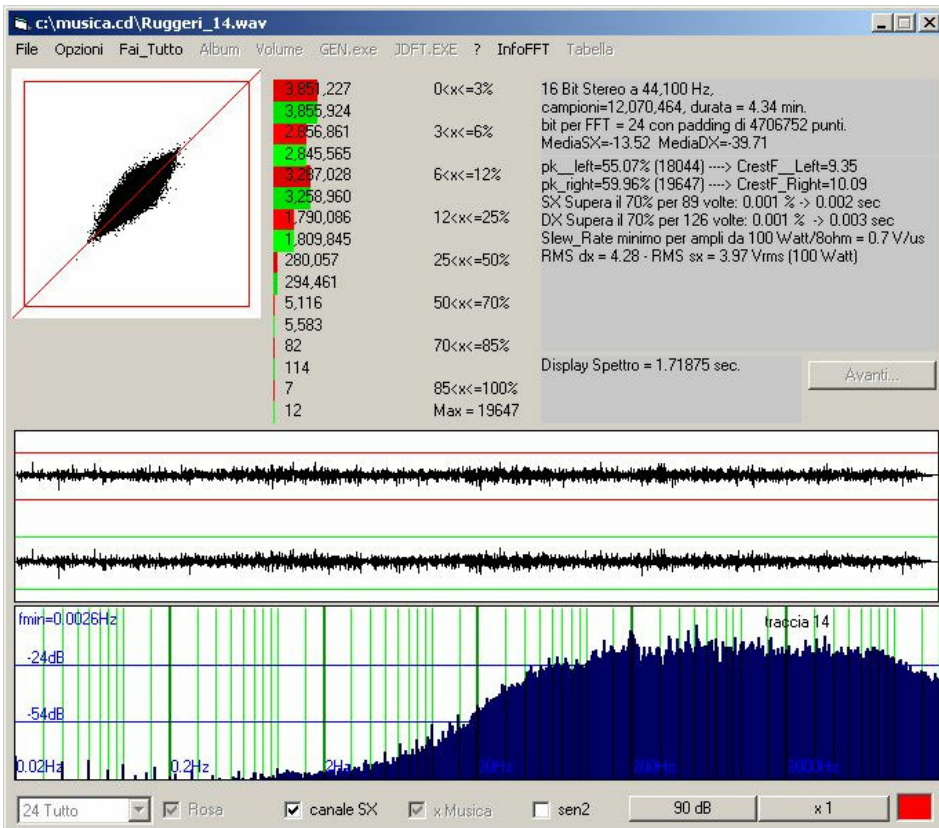 c:\musica.cd\Ruggeri_14.wav
File Opzioni Fai_Tutto Album Volume GEN.exe JDFT.EXE ? InfoFFT Tabella
3,851,227 0<x<=3%
3,855,924
2,856,861 3<x<=6%
2,845,565
3,287,028 6<x<=12%
3,258,960
1,790,086 12<x<=25%
1,809,845
280,057 25<x<=50%
294,461
5,116 50<x<=70%
5,583
82 70<x<=85%
114
7 85<x<=100%
12 Max = 19647
16 Bit Stereo a 44,100 Hz,
campioni=12,070,464, durata = 4.34 min.
bit per FFT = 24 con padding di 4706752 punti.
MediaSX=-13.52 MediaDX=-39.71
pk__left=55.07% (18044) ----> CrestF__Left=9.35
pk_right=59.96% (19647) ----> CrestF_Right=10.09
SX Supera il 70% per 89 volte: 0.001 % -> 0.002 sec
DX Supera il 70% per 126 volte: 0.001 % -> 0.003 sec
Slew_Rate minimo per ampli da 100 Watt/8ohm = 0.7 V/us
RMS dx = 4.28 - RMS sx = 3.97 Vrms (100 Watt)
Display Spettro = 1.71875 sec.
Avanti...
fmin=0.0026Hz
traccia 14
-24dB
-54dB
0.02Hz 0.2Hz 2Hz 20Hz 200Hz 2000Hz
24 Tutto Rosa canale SX x Musica sen2 90 dB x 1